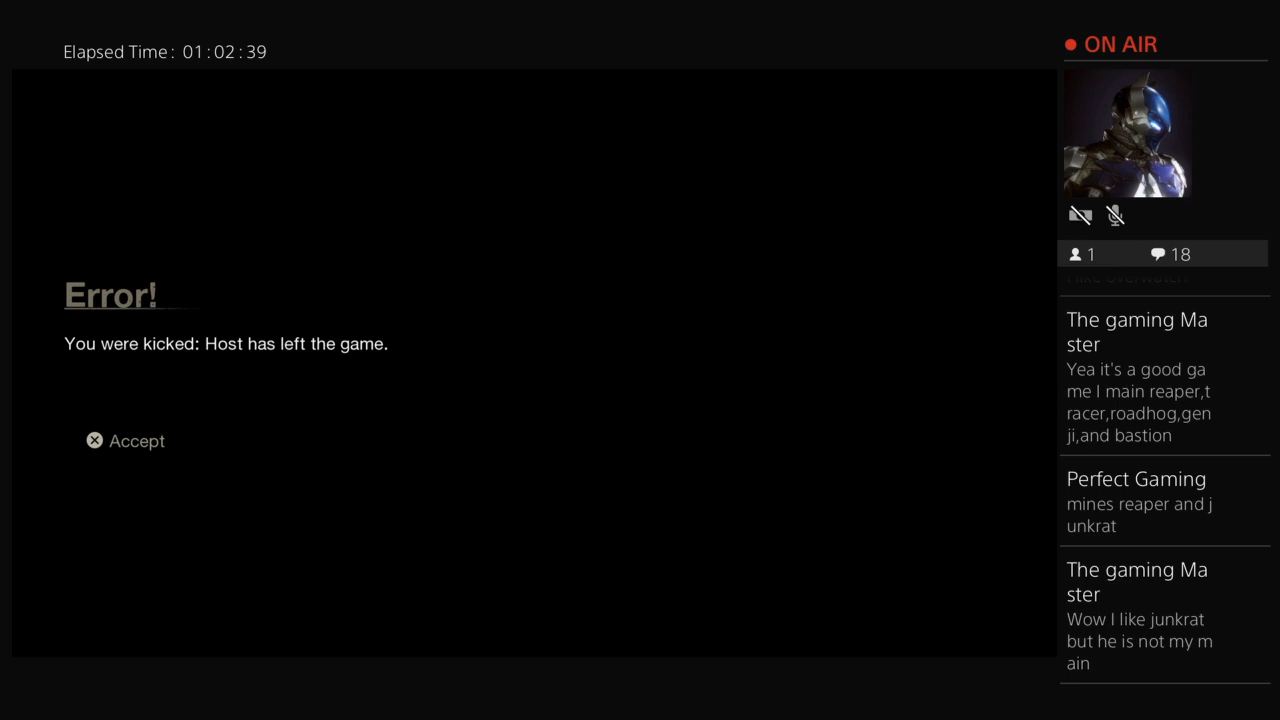 Elapsed Time: 01:02:39
ON AIR
1 18
I like overwatch
Error!
You were kicked: Host has left the game.
Accept
The gaming Ma
ster
Yea it's a good ga
me I main reaper,t
racer,roadhog,gen
ji,and bastion
Perfect Gaming
mines reaper and j
unkrat
The gaming Ma
ster
Wow I like junkrat
but he is not my m
ain